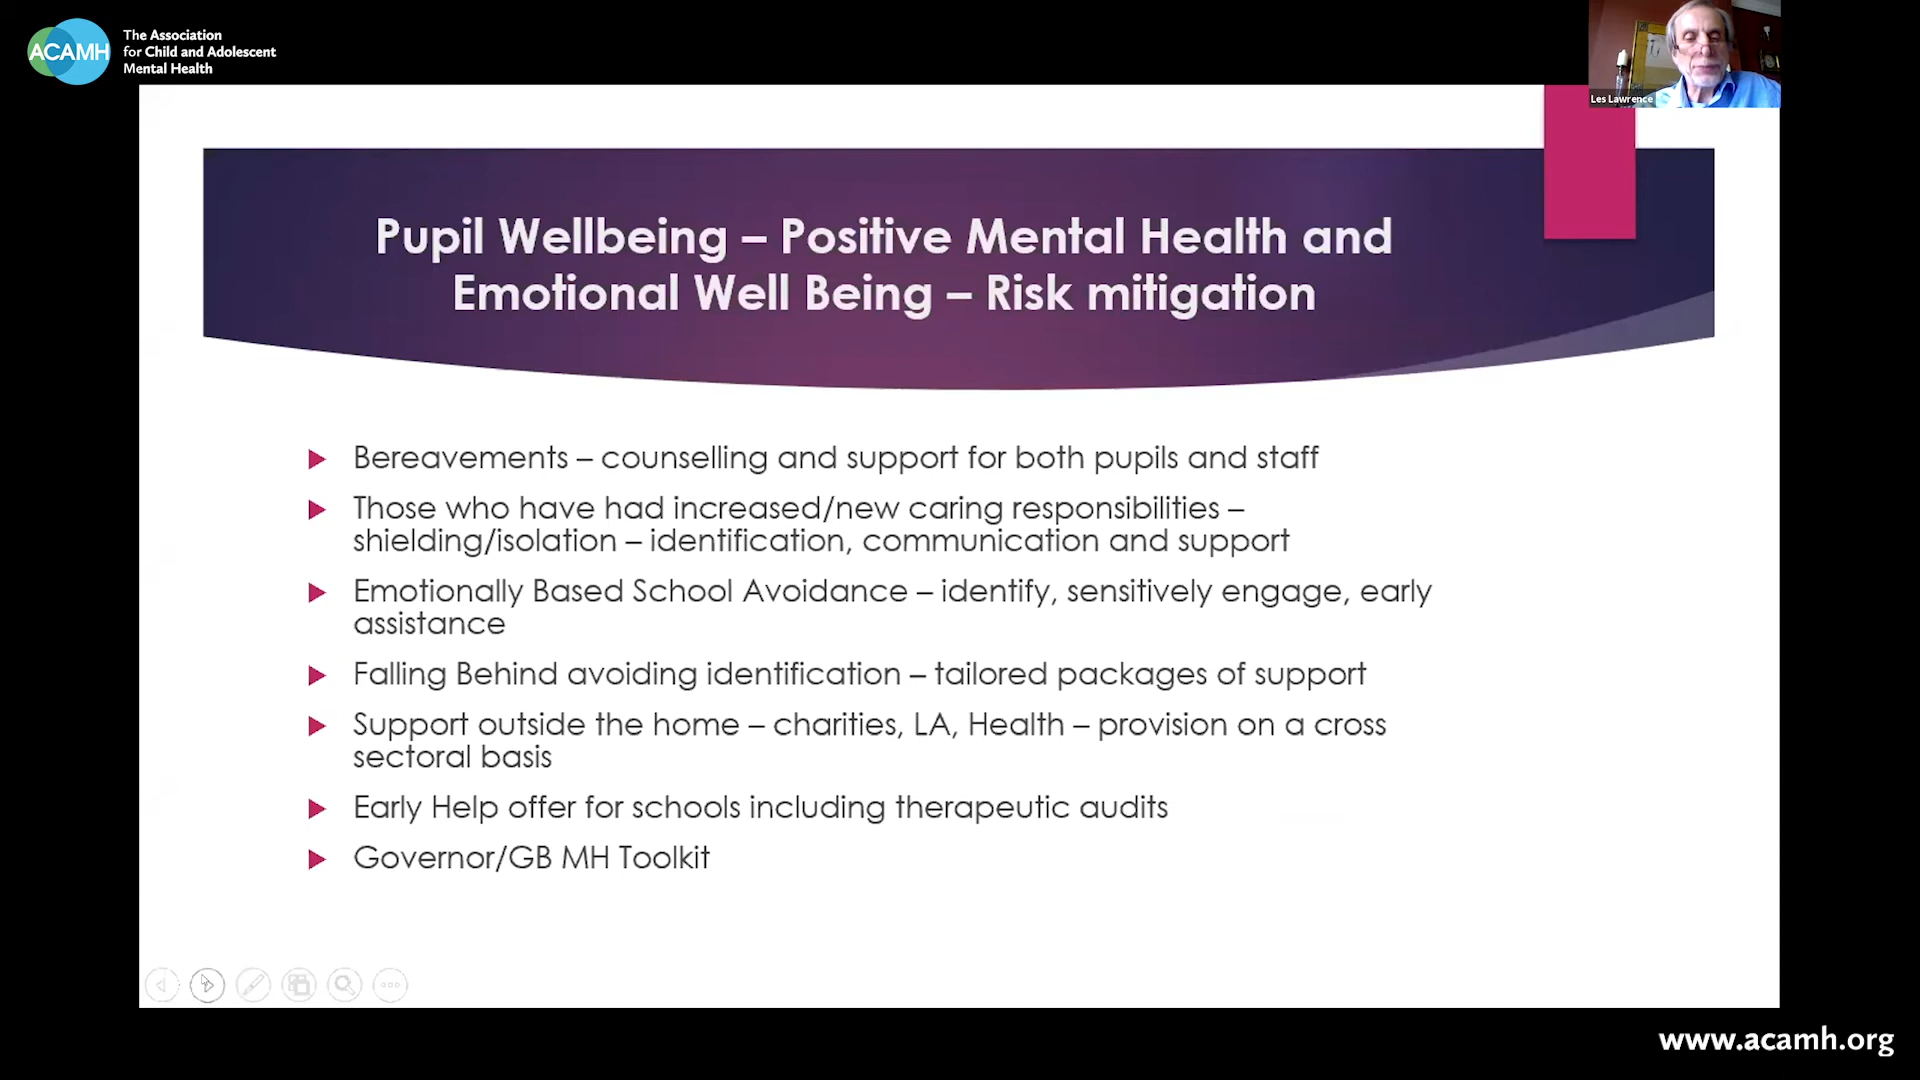 ACAMH
The Association
for Child and Adolescent
Mental Health
Les Lawrence
Pupil Wellbeing – Positive Mental Health and
Emotional Well Being – Risk mitigation
Bereavements – counselling and support for both pupils and staff
Those who have had increased/new caring responsibilities –
shielding/isolation – identification, communication and support
Emotionally Based School Avoidance – identify, sensitively engage, early
assistance
Falling Behind avoiding identification – tailored packages of support
Support outside the home – charities, LA, Health – provision on a cross
sectoral basis
Early Help offer for schools including therapeutic audits
Governor/GB MH Toolkit
www.acamh.org